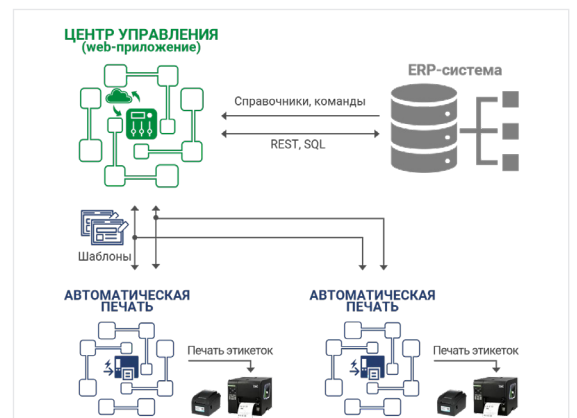 ЦЕНТР УПРАВЛЕНИЯ
(web-приложение)
ERP-система
Справочники, команды
REST, SQL
Шаблоны
АВТОМАТИЧЕСКАЯ
ПЕЧАТЬ
АВТОМАТИЧЕСКАЯ
ПЕЧАТЬ
Печать этикеток
Печать этикеток